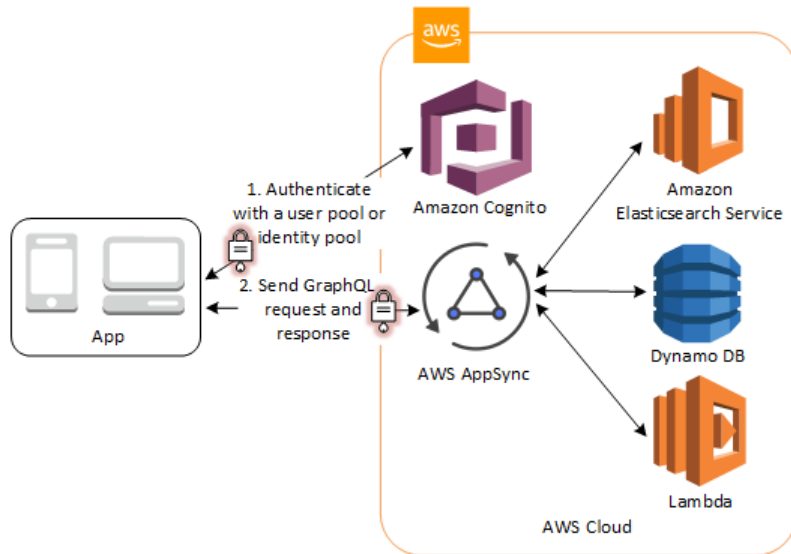 aws
1. Authenticate
with a user pool or
identity pool
Amazon Cognito
Amazon
Elasticsearch Service
2. Send GraphQL
request and
response
App
AWS AppSync
Dynamo DB
Lambda
AWS Cloud